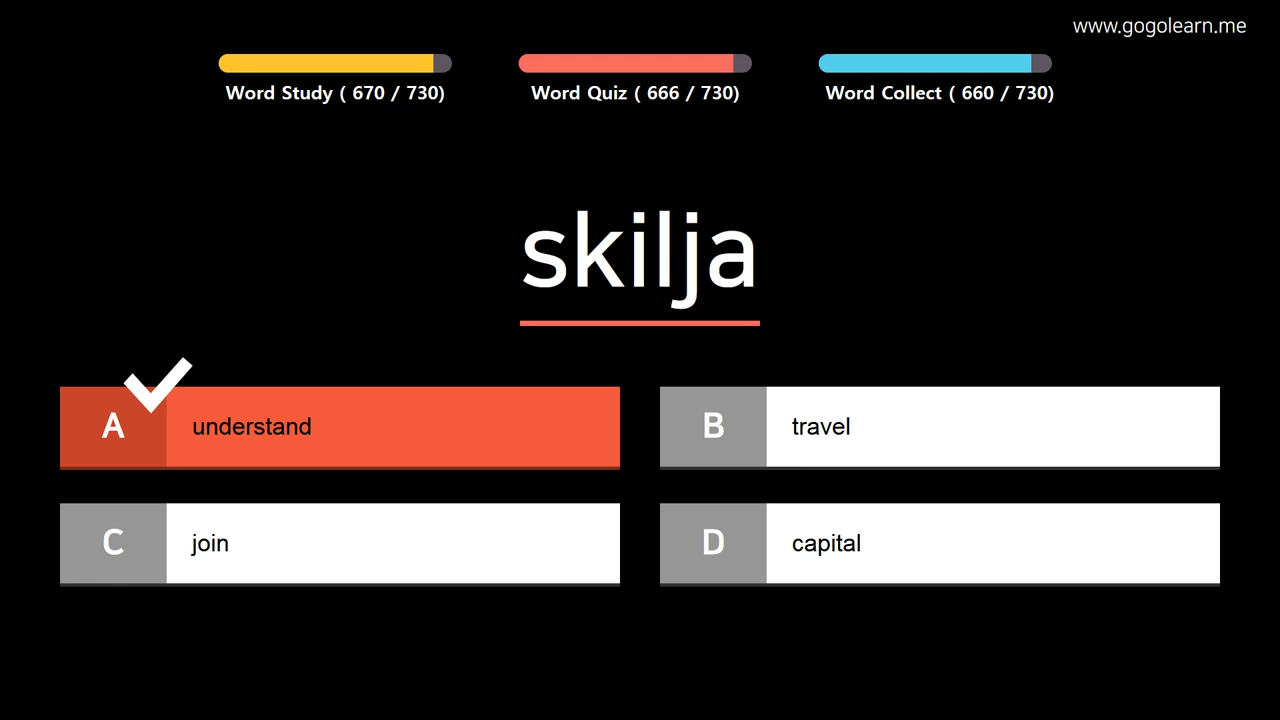 www.gogolearn.me
Word Study ( 670 / 730)
Word Quiz ( 666 / 730)
Word Collect ( 660 / 730)
skilja
A understand
B travel
C join
D capital